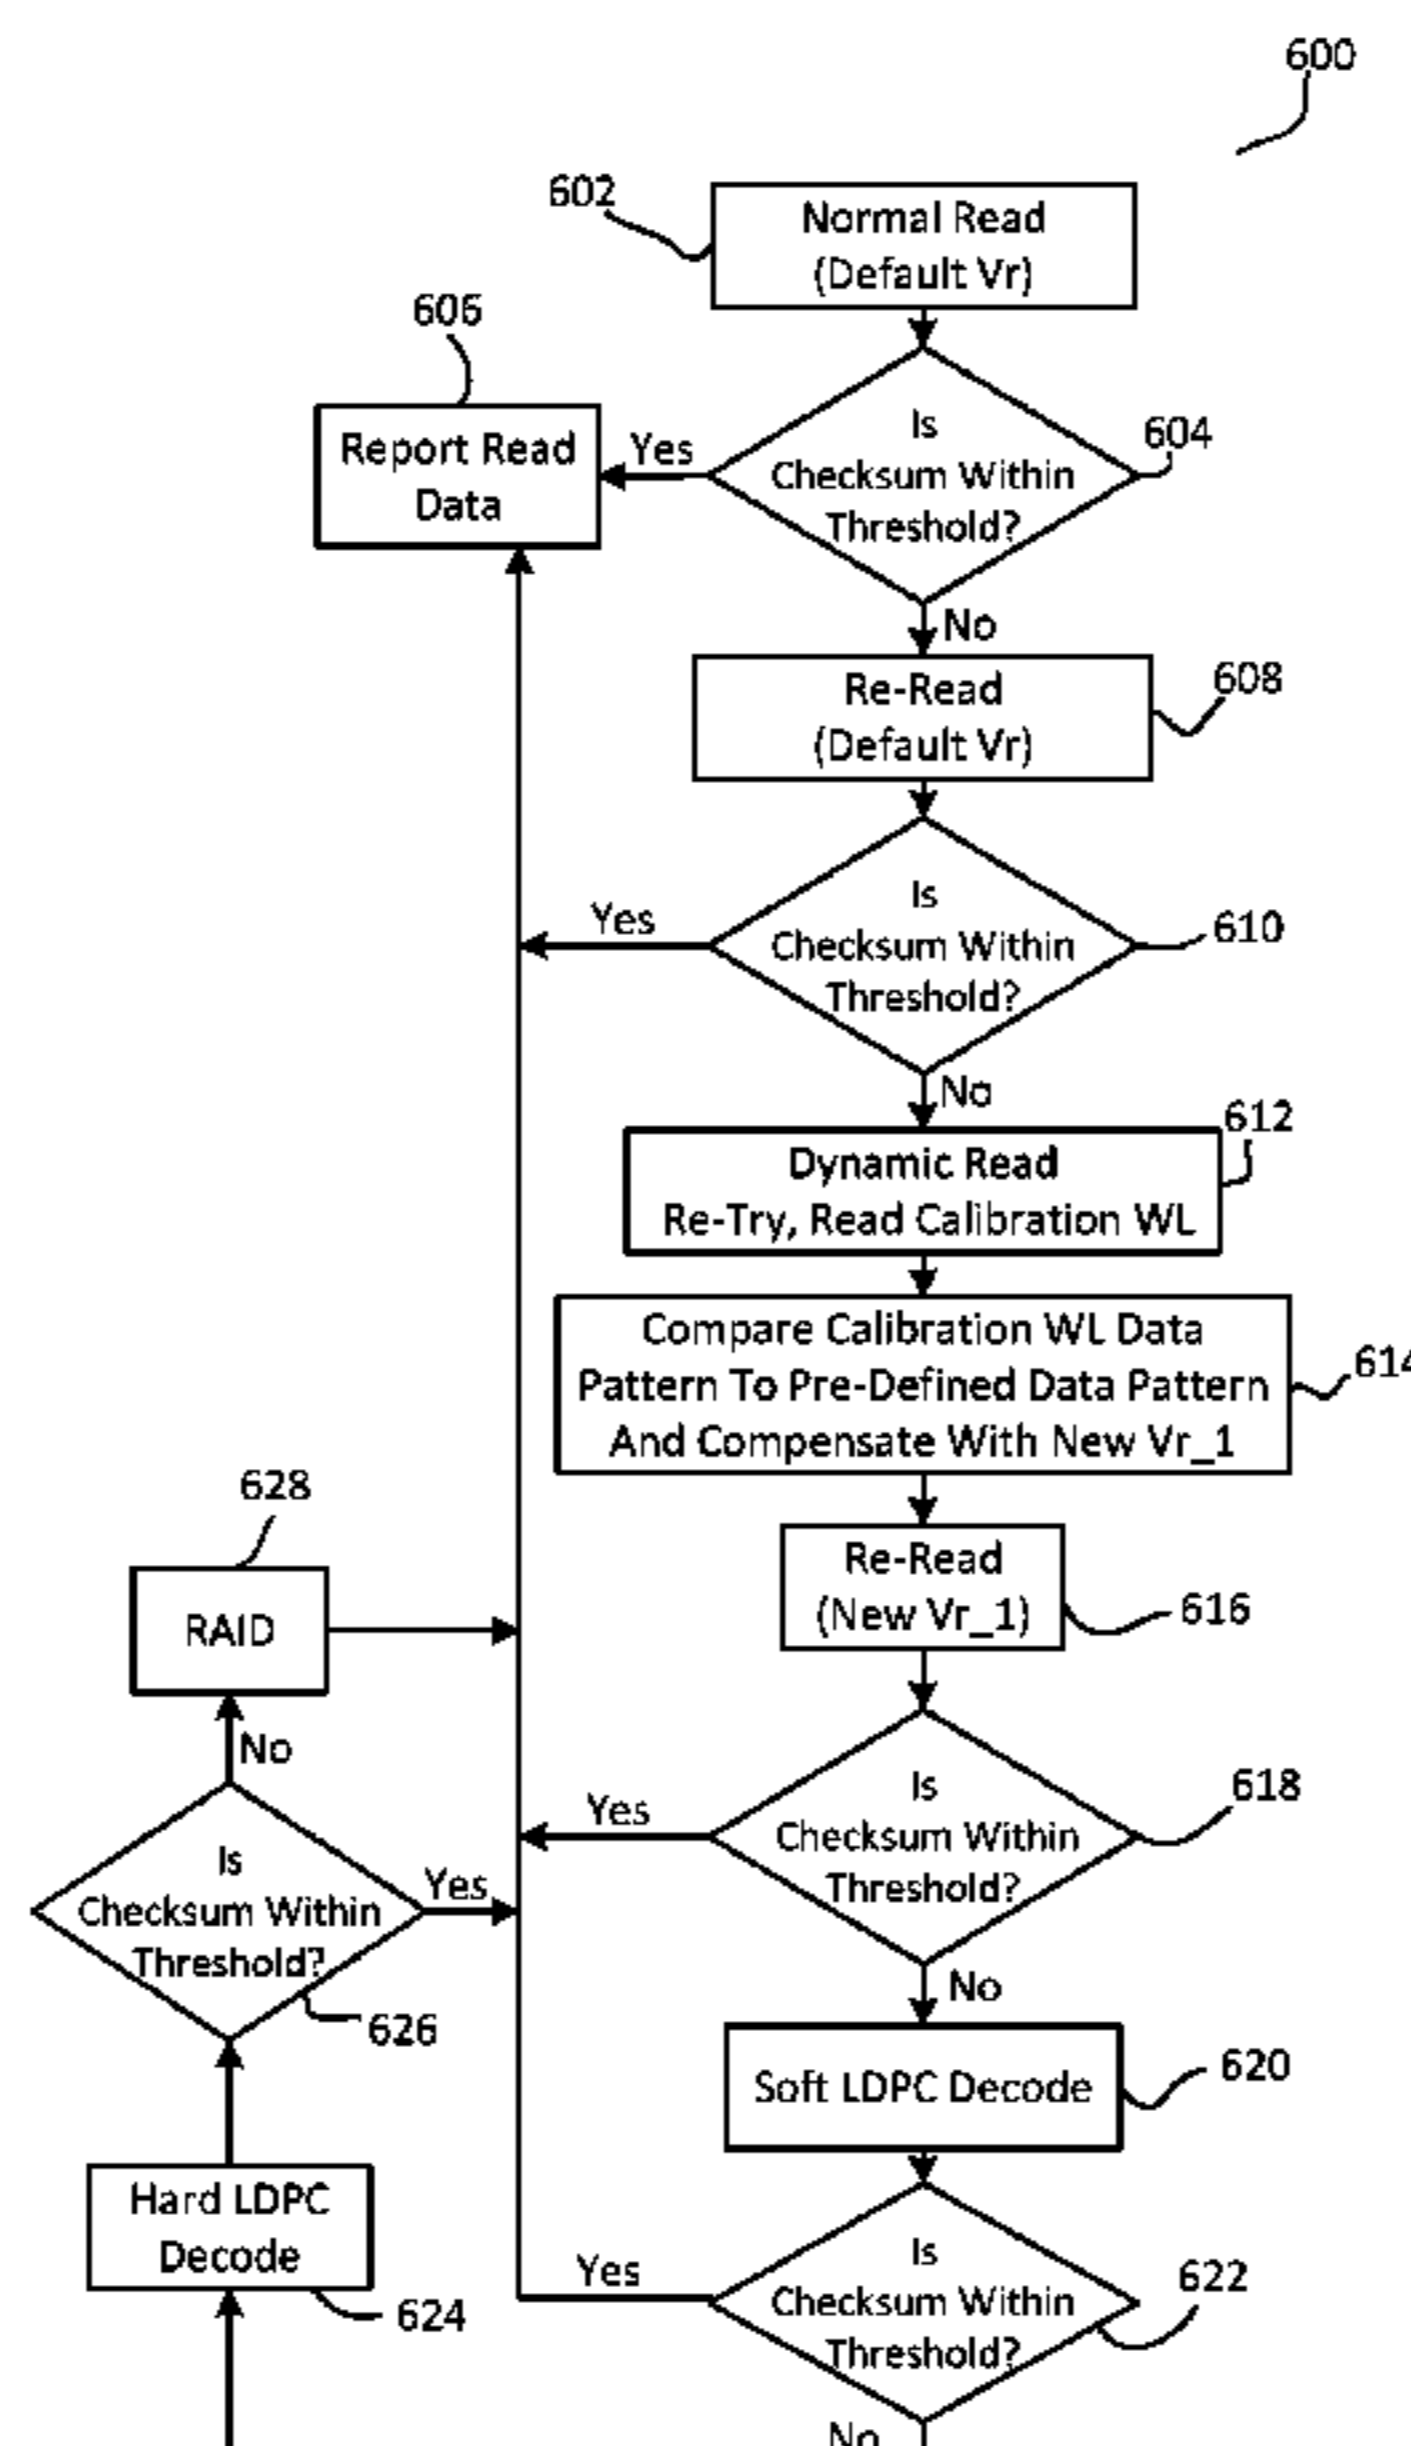 600
602
Normal Read
(Default Vr)
606
Report Read
Data
Yes
Is
Checksum Within
Threshold?
604
No
Re-Read
(Default Vr)
608
Yes
Is
Checksum Within
Threshold?
610
No
612
Dynamic Read
Re-Try, Read Calibration WL
Compare Calibration WL Data
Pattern To Pre-Defined Data Pattern
And Compensate With New Vr_1
614
628
RAID
Re-Read
(New Vr_1)
616
No
Yes
Is
Checksum Within
Threshold?
618
Is
Checksum Within
Threshold?
Yes
626
No
Soft LDPC Decode
620
Hard LDPC
Decode
624
Yes
Is
Checksum Within
Threshold?
622
No